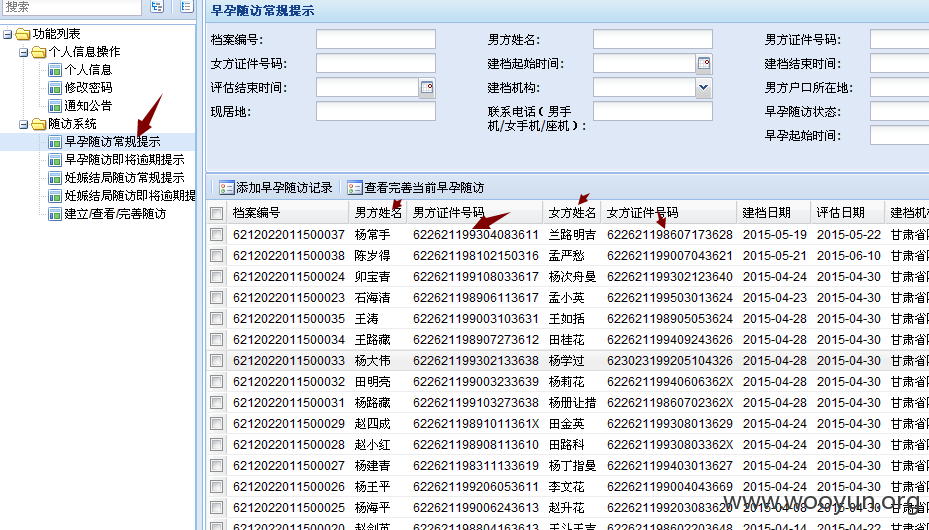 搜索
功能列表
个人信息操作
个人信息
修改密码
通知公告
随访系统
早孕随访常规提示
早孕随访即将逾期提示
妊娠结局随访常规提示
妊娠结局随访即将逾期提
建立/查看/完善随访
早孕随访常规提示
档案编号: 男方姓名: 男方证件号码:
女方证件号码: 建档起始时间: 建档结束时间:
评估结束时间: 建档机构: 男方户口所在地:
现居地: 联系电话(男手机/女手机/座机): 早孕随访状态:
早孕起始时间:
添加早孕随访记录 查看完善当前早孕随访
档案编号 男方姓名 男方证件号码 女方姓名 女方证件号码 建档日期 评估日期 建档机
6212022011500037 杨常手 622621199304083611 兰路明吉 622621198607173628 2015-05-19 2015-05-22 甘肃省
6212022011500038 陈岁得 622621198102150316 孟严愁 622621199007043621 2015-05-21 2015-06-10 甘肃省
6212022011500024 卯宝青 622621199108033617 杨次舟曼 622621199302123640 2015-04-24 2015-04-30 甘肃省
6212022011500023 石海清 622621198906113617 孟小英 622621199503013624 2015-04-23 2015-04-30 甘肃省
6212022011500035 王涛 622621199003103631 王如括 622621198905053624 2015-04-28 2015-04-30 甘肃省
6212022011500034 王路藏 622621198907273612 田桂花 622621199409243626 2015-04-28 2015-04-30 甘肃省
6212022011500033 杨大伟 622621199302133638 杨学过 623023199205104326 2015-04-28 2015-04-30 甘肃省
6212022011500032 田明亮 622621199003233639 杨莉花 62262119940606362X 2015-04-28 2015-04-30 甘肃省
6212022011500031 杨路藏 622621199103273638 杨册让措 62262119860702362X 2015-04-28 2015-04-30 甘肃省
6212022011500029 赵四成 62262119891011361X 田金英 622621199308013629 2015-04-24 2015-04-30 甘肃省
6212022011500028 赵小红 622621198908113610 田路科 62262119930803362X 2015-04-24 2015-04-30 甘肃省
6212022011500027 杨建春 622621198311133619 杨丁指曼 622621199403013627 2015-04-24 2015-04-30 甘肃省
6212022011500026 杨王平 622621199206053611 李文花 622621199004043669 2015-04-24 2015-04-30 甘肃省
6212022011500025 杨海平 622621199006243613 赵升花 622621199203083628 2015-04-08 2015-04-30 甘肃省
6212022011500020 赵剑英 622621198804163613 622621198602203648 2015-04-14 2015-04-30 甘肃省
www.wooyun.org